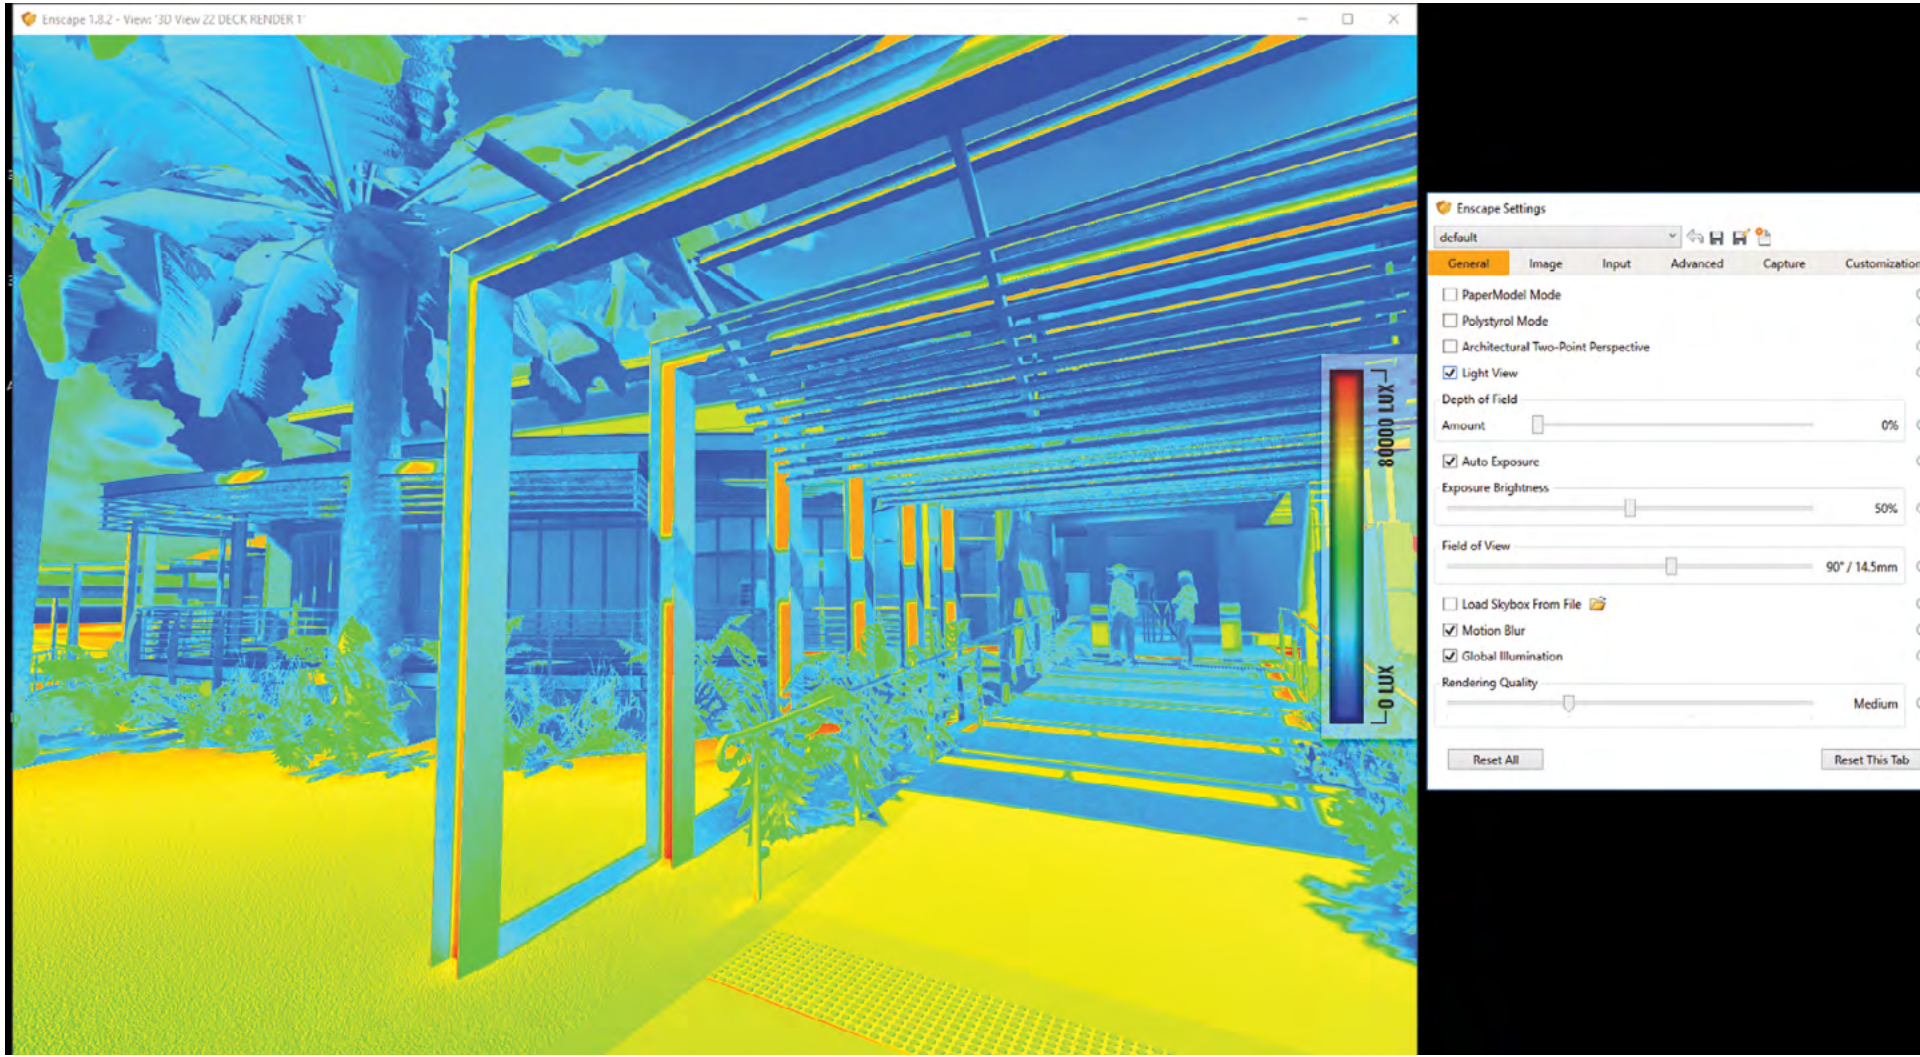 Enscape 1.8.2 - View: '3D View 22 DECK RENDER 1'
80000 LUX
0 LUX
Enscape Settings
default
General Image Input Advanced Capture Customization
PaperModel Mode
Polystyrol Mode
Architectural Two-Point Perspective
Light View
Depth of Field
Amount 0%
Auto Exposure
Exposure Brightness
50%
Field of View
90° / 14.5mm
Load Skybox From File
Motion Blur
Global Illumination
Rendering Quality
Medium
Reset All Reset This Tab